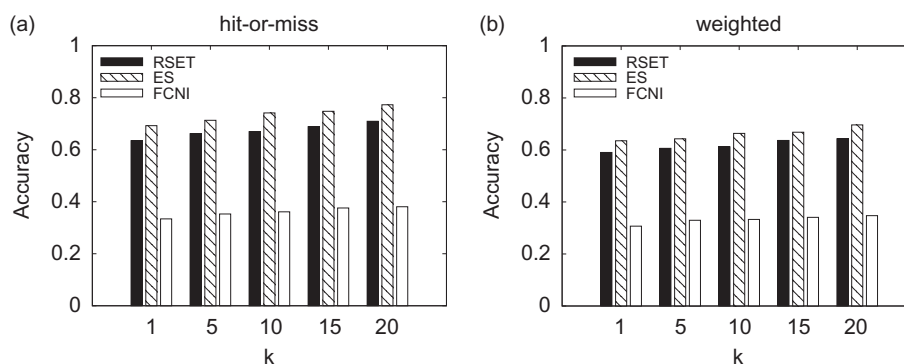 (a) hit-or-miss
Accuracy
1
0.8
0.6
0.4
0.2
0
RSET
ES
FCNI
1 5 10 15 20
k
(b) weighted
Accuracy
1
0.8
0.6
0.4
0.2
0
RSET
ES
FCNI
1 5 10 15 20
k